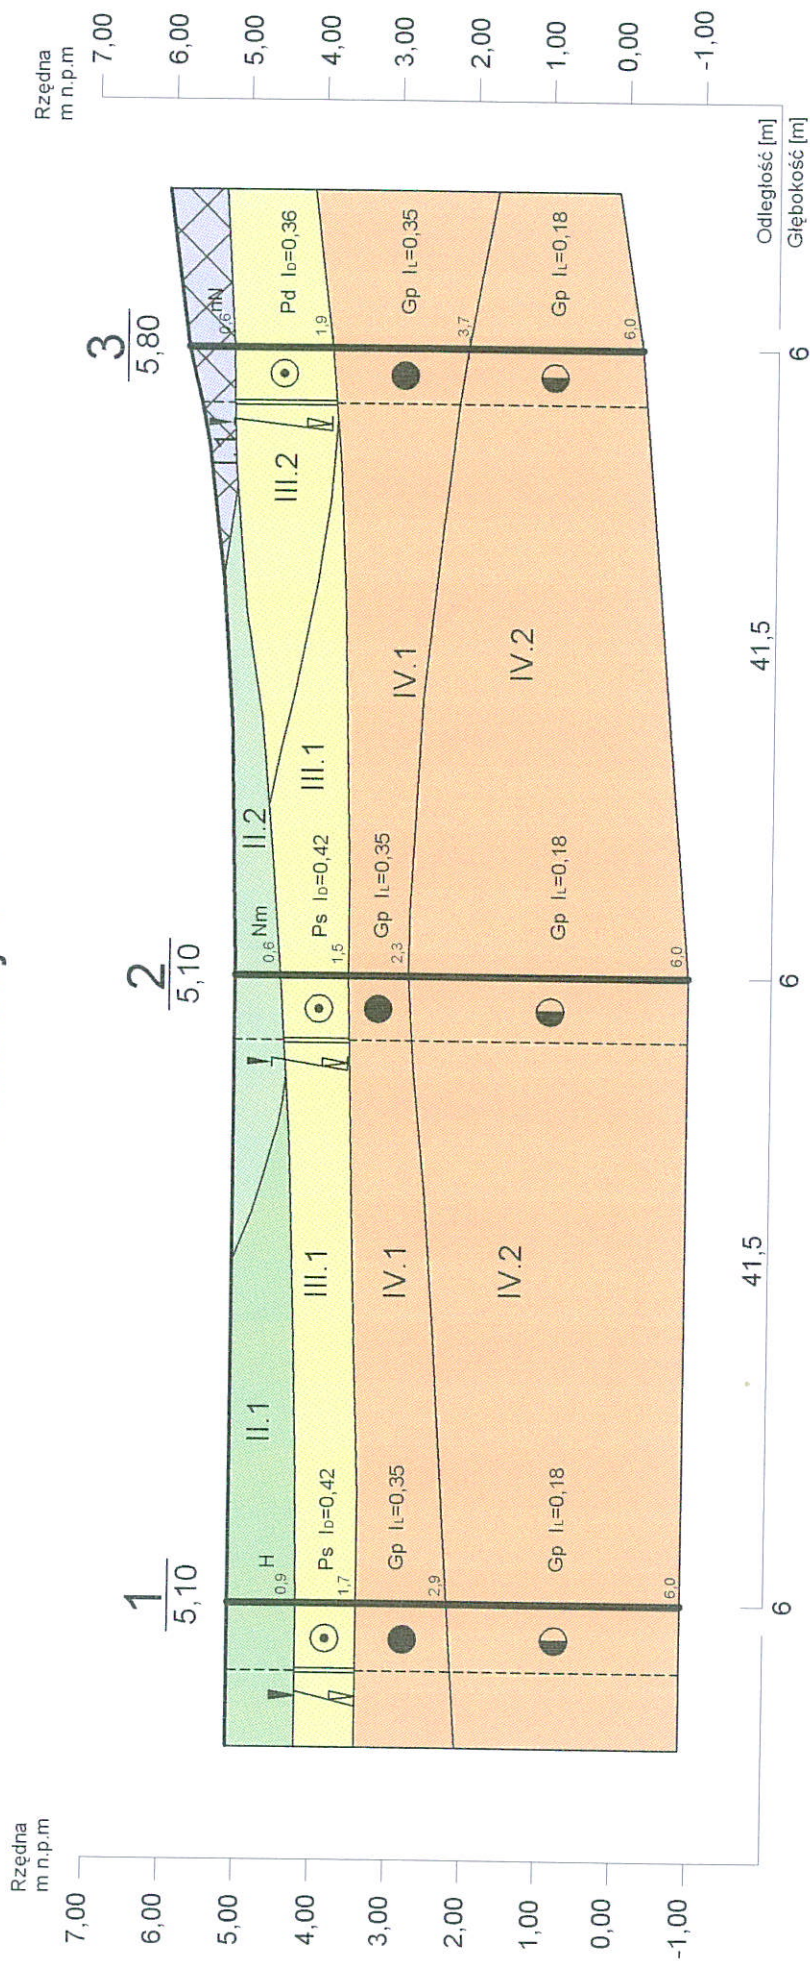 Rzędna
m n.p.m
7,00
6,00
5,00
4,00
3,00
2,00
1,00
0,00
-1,00
1
5,10
2
5,10
3
5,80
II.1
II.2
I.1
III.1
III.1
III.2
IV.1
IV.1
IV.2
IV.2
H
0,9
Ps ID=0,42
1,7
Gp IL=0,35
2,9
Gp IL=0,18
6,0
Nm
0,6
Ps ID=0,42
1,5
Gp IL=0,35
2,3
Gp IL=0,18
6,0
nN
0,6
Pd ID=0,36
1,9
Gp IL=0,35
3,7
Gp IL=0,18
6,0
Rzędna
m n.p.m
7,00
6,00
5,00
4,00
3,00
2,00
1,00
0,00
-1,00
41,5
41,5
Odległość [m]
6
6
6
Głębokość [m]